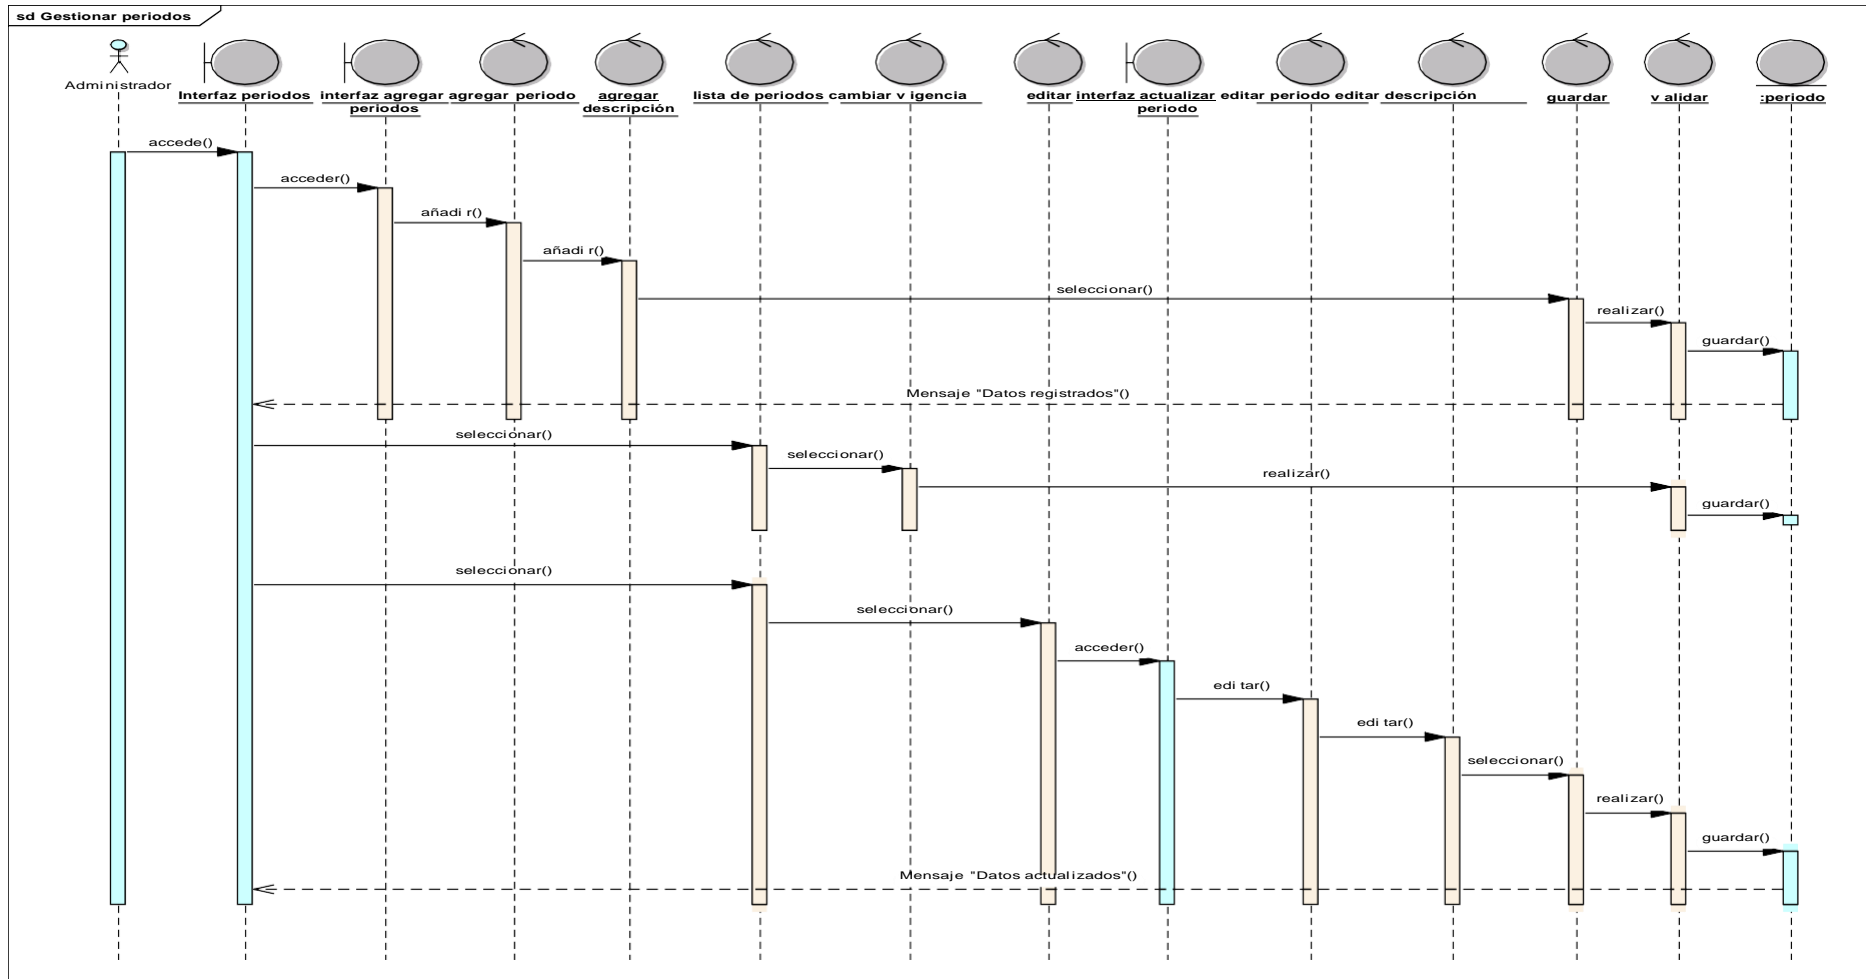 sd Gestionar periodos
Administrador
Interfaz periodos
interfaz agregar
periodos
agregar periodo
agregar
descripción
lista de periodos
cambiar v igencia
editar
interfaz actualizar
periodo
editar periodo
editar descripción
guardar
v alidar
:periodo
accede()
acceder()
añadi r()
añadi r()
seleccionar()
realizar()
guardar()
Mensaje "Datos registrados"()
seleccionar()
seleccionar()
realizar()
guardar()
seleccionar()
seleccionar()
acceder()
edi tar()
edi tar()
seleccionar()
realizar()
guardar()
Mensaje "Datos actualizados"()